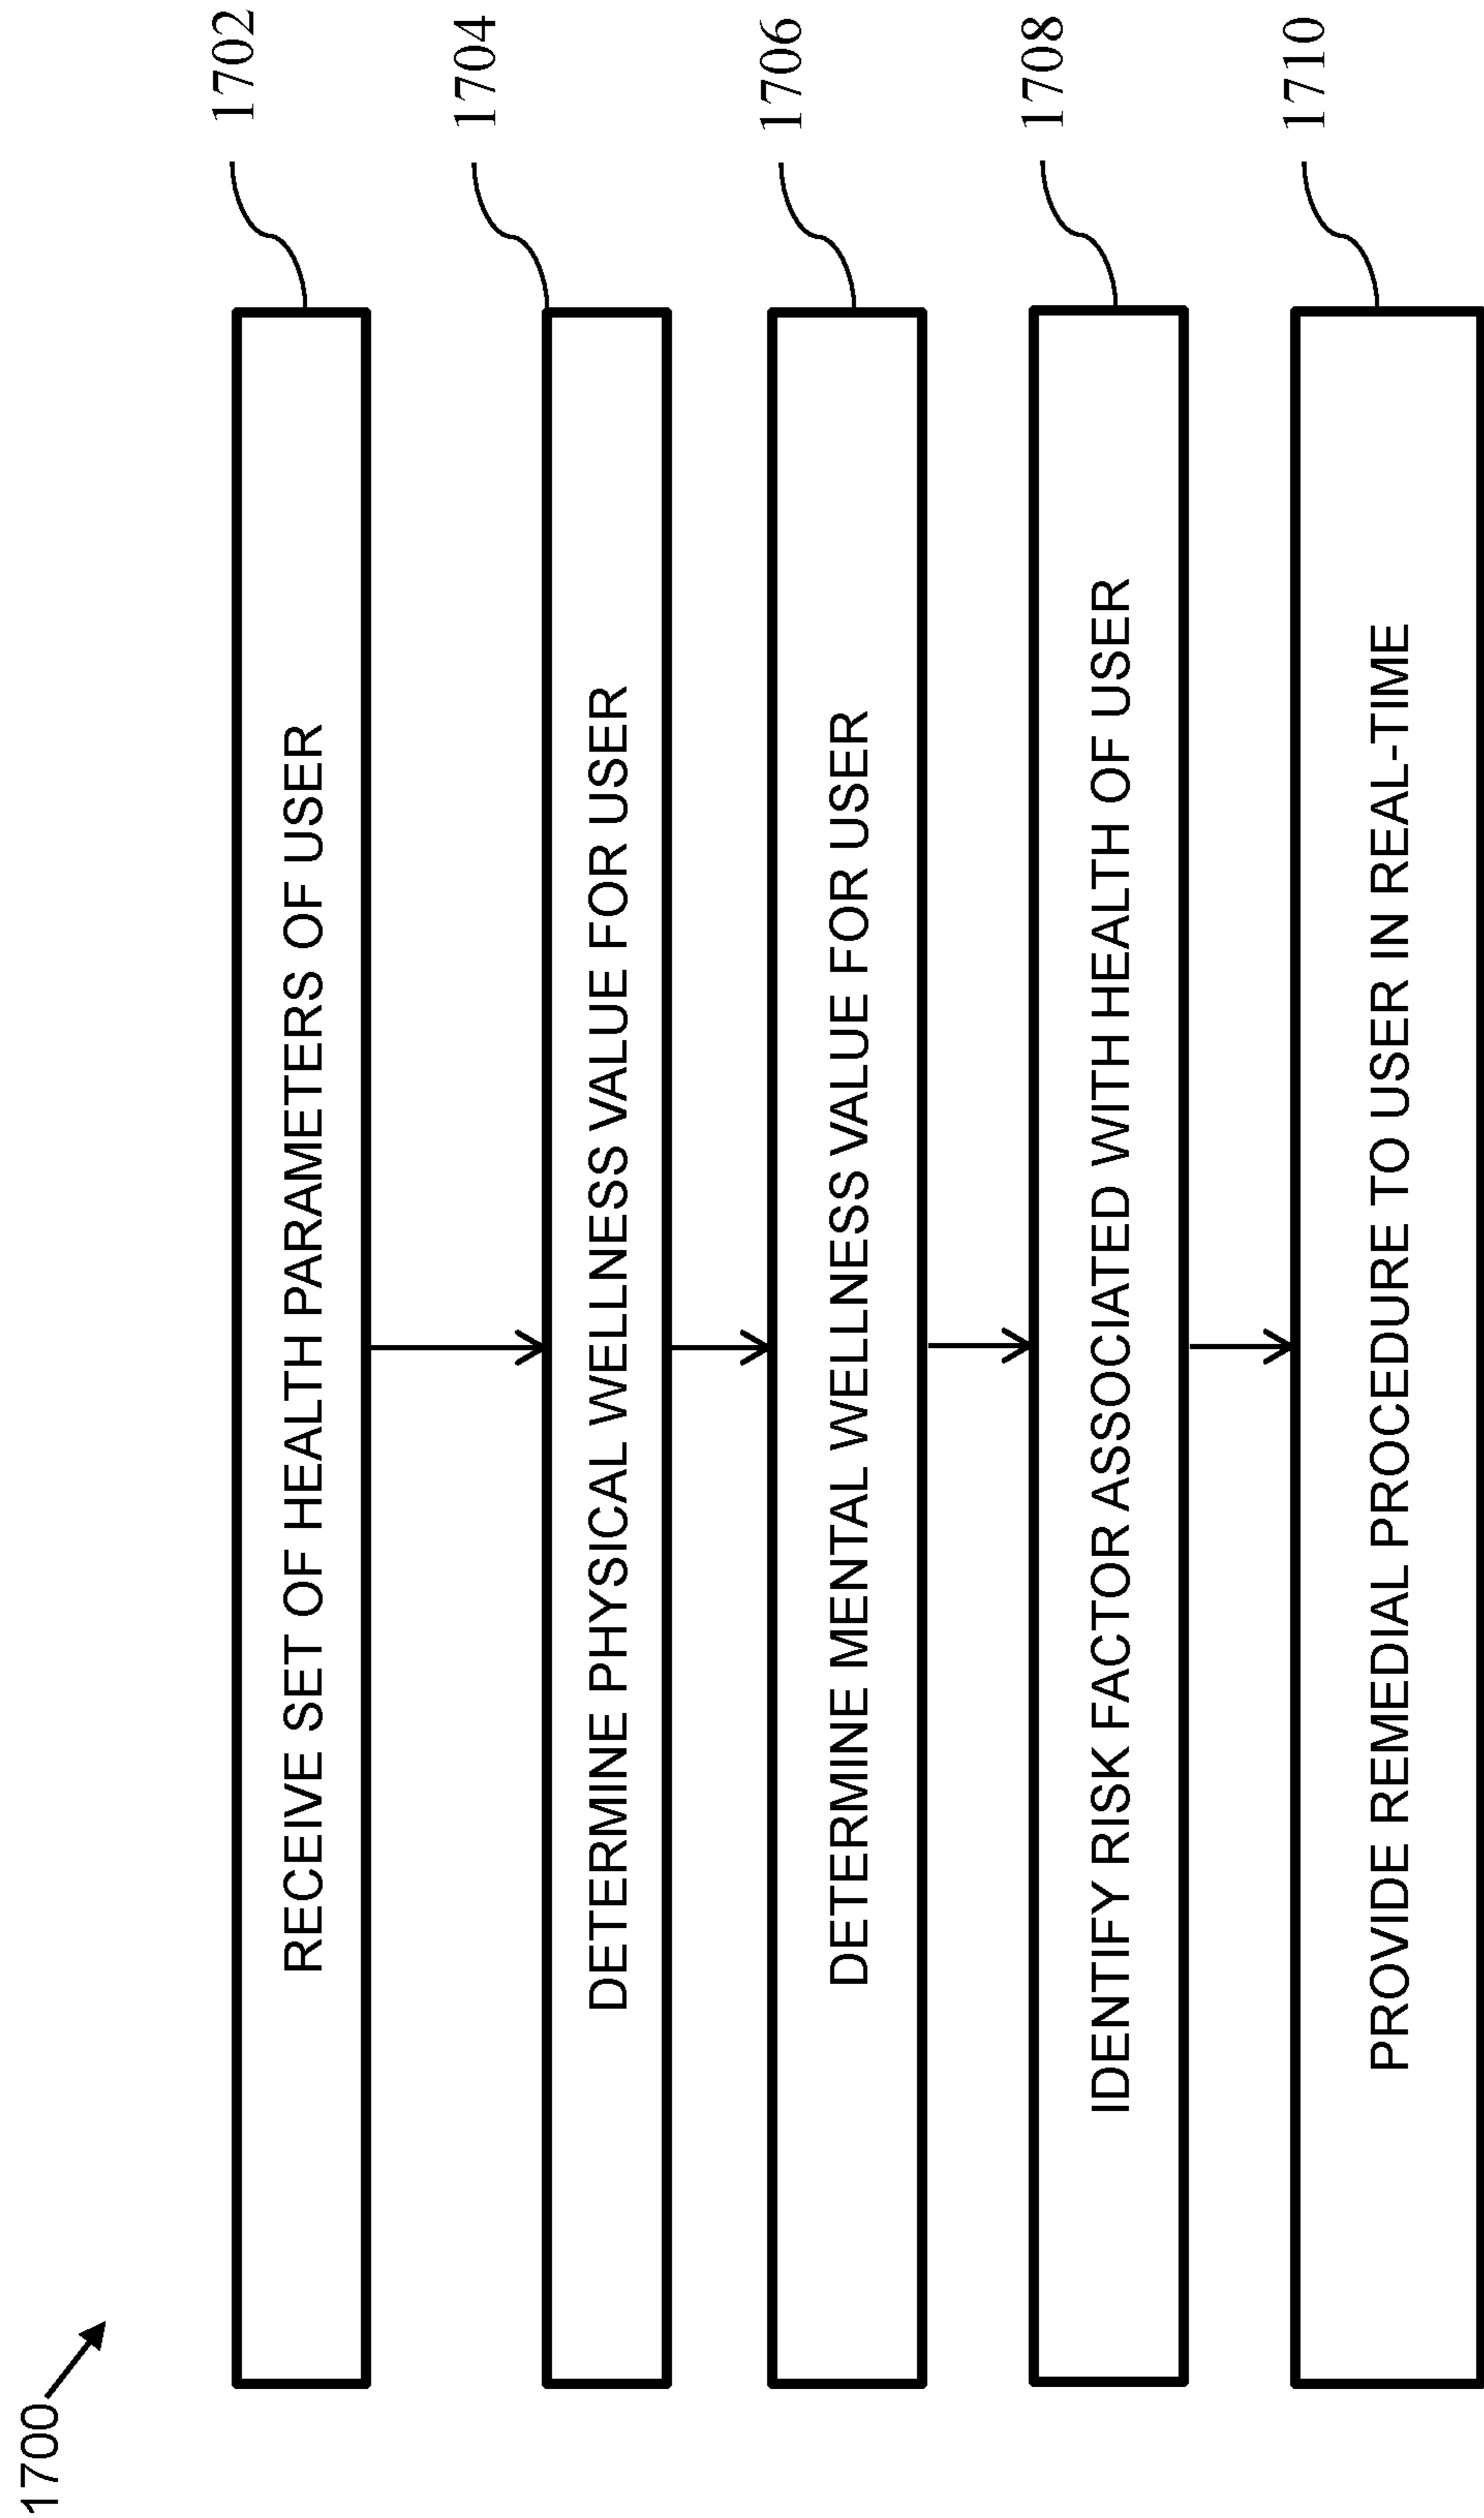 1700
RECEIVE SET OF HEALTH PARAMETERS OF USER
1702
DETERMINE PHYSICAL WELLNESS VALUE FOR USER
1704
DETERMINE MENTAL WELLNESS VALUE FOR USER
1706
IDENTIFY RISK FACTOR ASSOCIATED WITH HEALTH OF USER
1708
PROVIDE REMEDIAL PROCEDURE TO USER IN REAL-TIME
1710